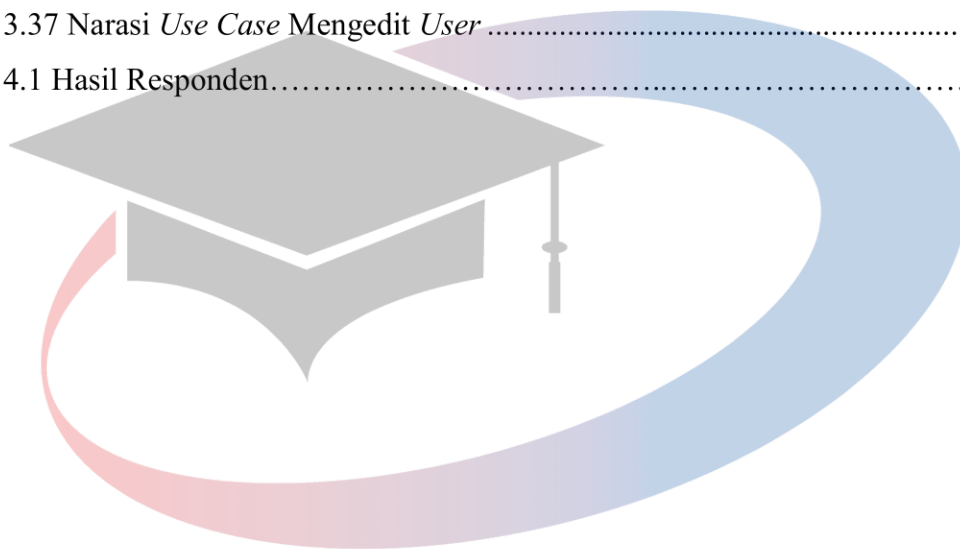 3.37 Narasi Use Case Mengedit User ........................................................................
4.1 Hasil Responden……………………………….…………………………